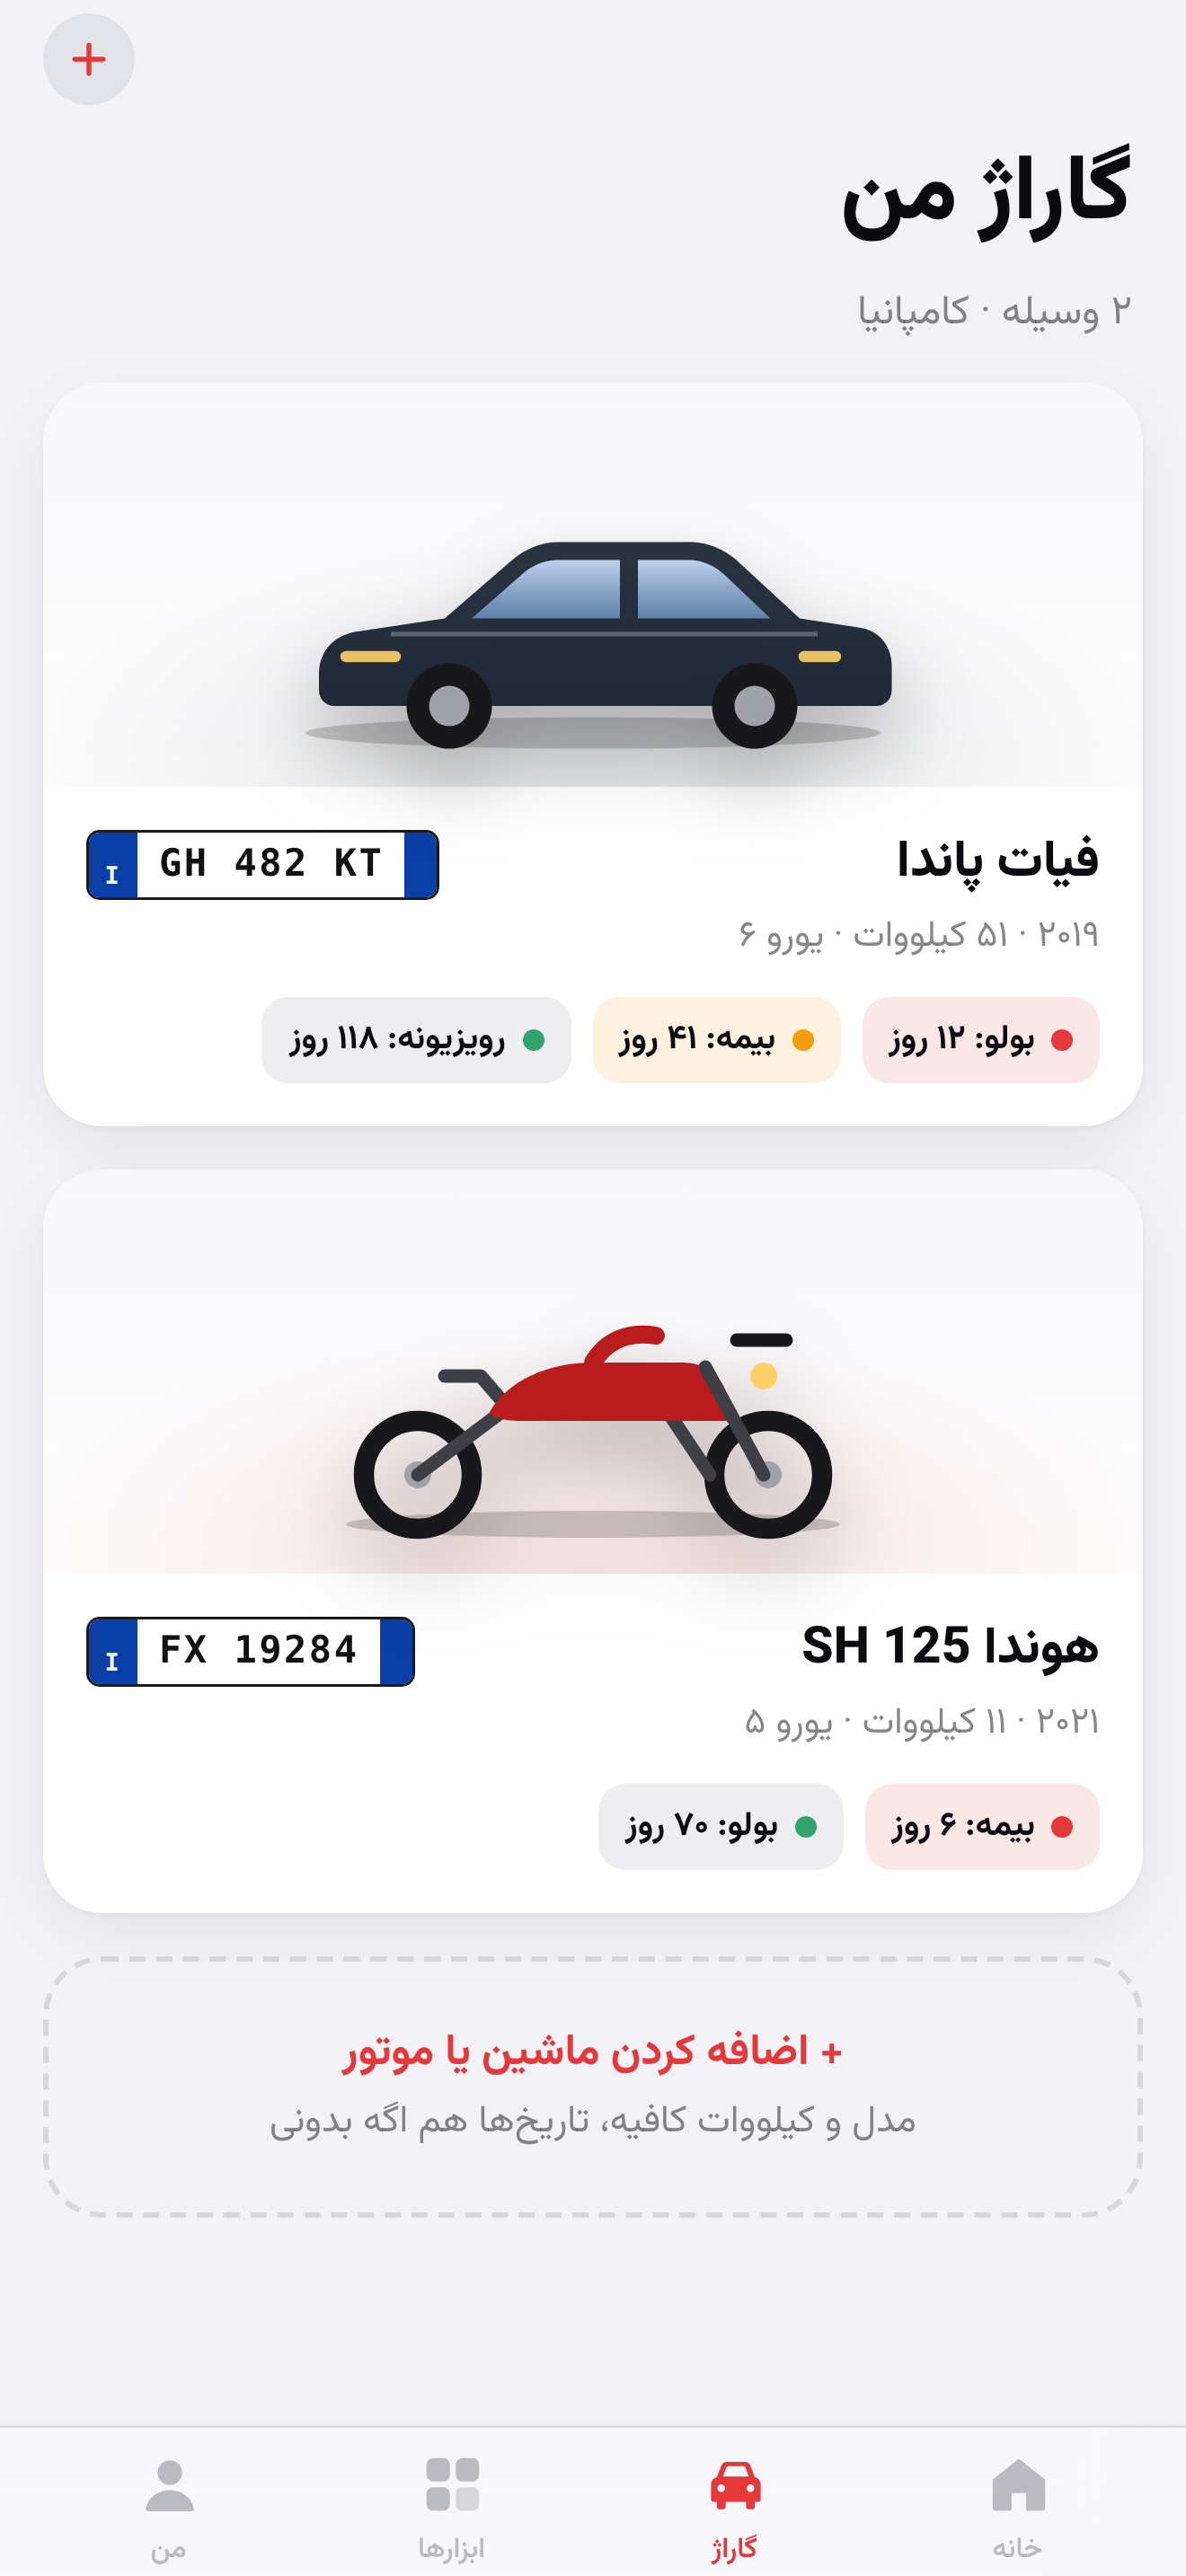 +
گاراژ من
۲ وسیله · کامپانیا
فیات پاندا
I GH 482 KT
۲۰۱۹ · ۵۱ کیلووات · یورو ۶
بولو: ۱۲ روز
بیمه: ۴۱ روز
رویزیونه: ۱۱۸ روز
هوندا SH 125
I FX 19284
۲۰۲۱ · ۱۱ کیلووات · یورو ۵
بیمه: ۶ روز
بولو: ۷۰ روز
+ اضافه کردن ماشین یا موتور
مدل و کیلووات کافیه، تاریخ‌ها هم اگه بدونی
خانه
گاراژ
ابزارها
من